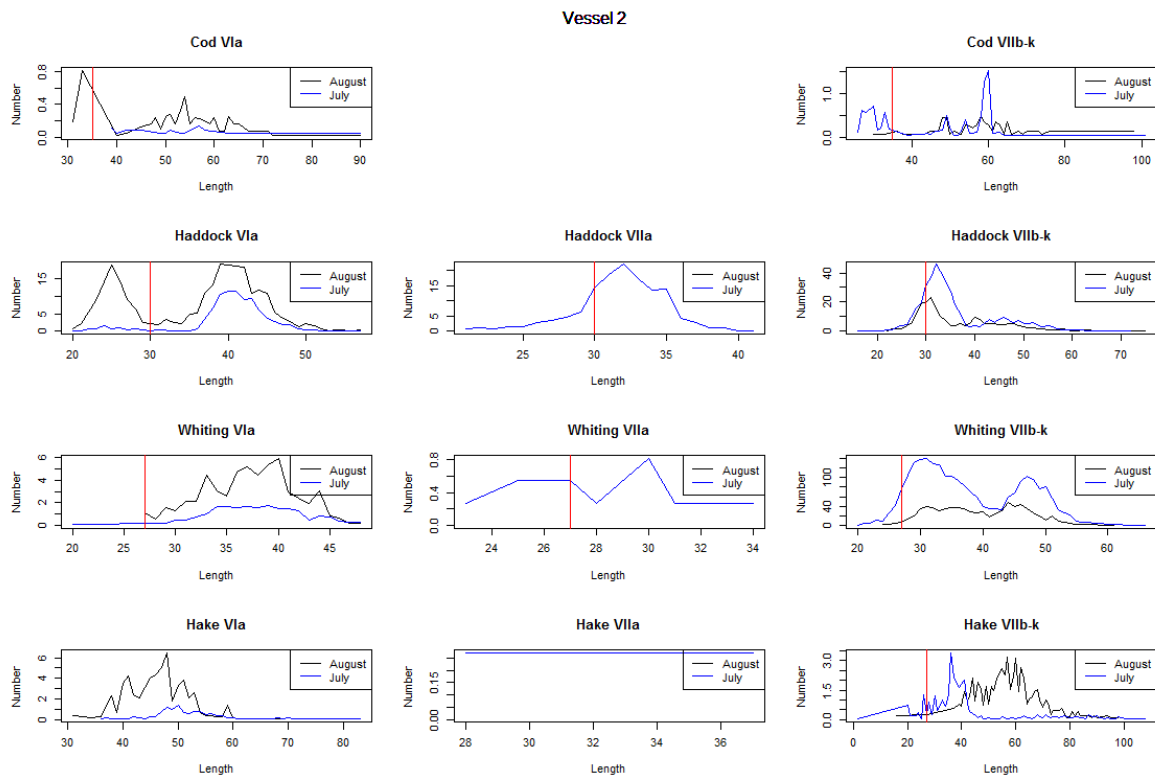 Vessel 2
Cod VIa
Number
0.0 0.4 0.8
August
July
30 40 50 60 70 80 90
Length
Cod VIIb-k
Number
0.0 1.0
August
July
40 60 80 100
Length
Haddock VIa
Number
0 5 15
August
July
20 30 40 50
Length
Haddock VIIa
Number
0 5 15
August
July
25 30 35 40
Length
Haddock VIIb-k
Number
0 20 40
August
July
20 30 40 50 60 70
Length
Whiting VIa
Number
0 2 4 6
August
July
20 25 30 35 40 45
Length
Whiting VIIa
Number
0.0 0.4 0.8
August
July
24 26 28 30 32 34
Length
Whiting VIIb-k
Number
0 40 100
August
July
20 30 40 50 60
Length
Hake VIa
Number
0 2 4 6
August
July
30 40 50 60 70 80
Length
Hake VIIa
Number
0.00 0.15
August
July
28 30 32 34 36
Length
Hake VIIb-k
Number
0.0 1.5 3.0
August
July
0 20 40 60 80 100
Length